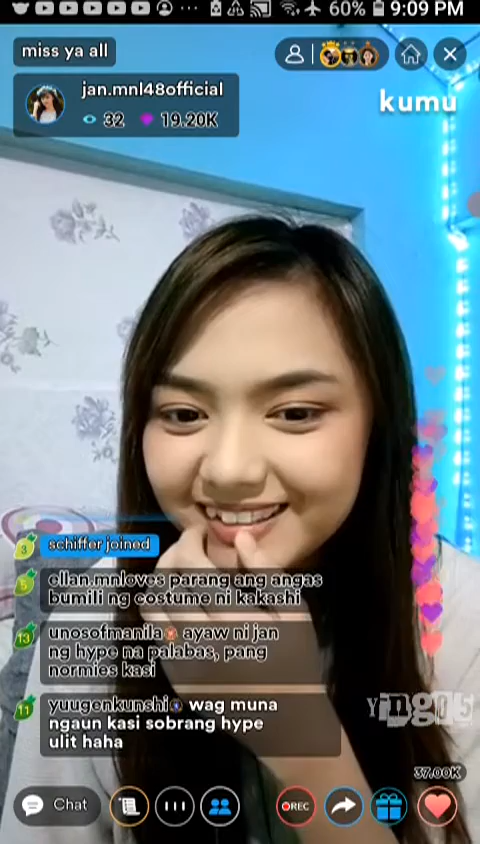 60% 9:09 PM
miss ya all
jan.mnl48official
32 19.20K
kumu
3 schiffer joined
5 ellan.mnloves parang ang angas
bumili ng costume ni kakashi
13 unosofmanila ayaw ni jan
ng hype na palabas, pang
normies kasi
11 yuugenkunshi wag muna
ngaun kasi sobrang hype
ulit haha
Yng05
37.00K
Chat
REC